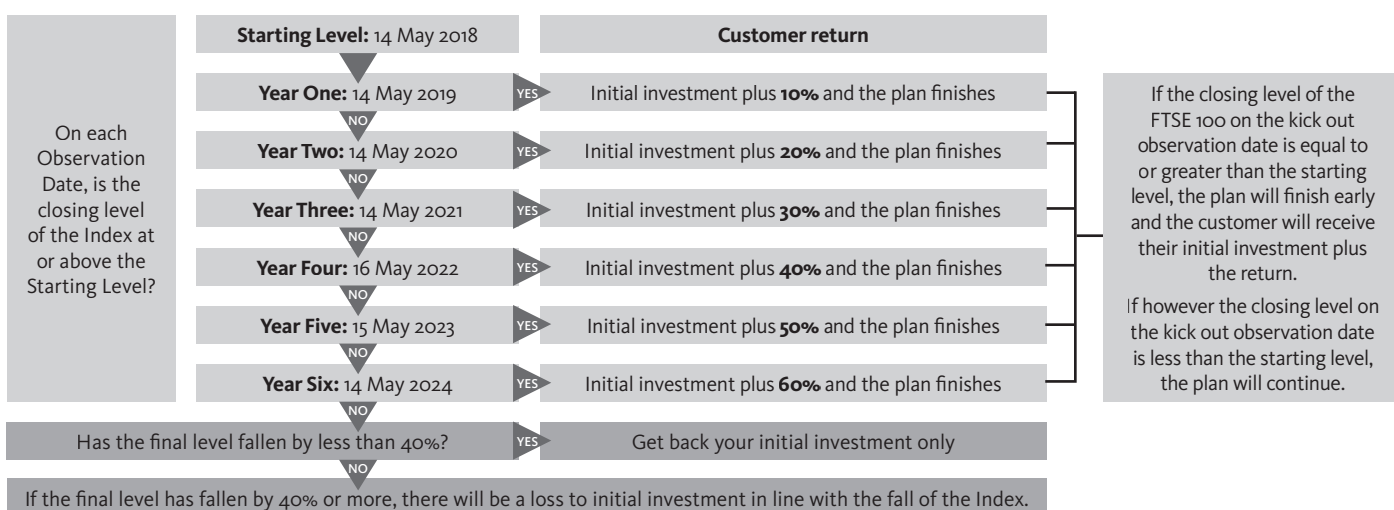 On each
Observation
Date, is the
closing level
of the Index at
or above the
Starting Level?
Starting Level: 14 May 2018
Customer return
Year One: 14 May 2019
YES
Initial investment plus 10% and the plan finishes
NO
Year Two: 14 May 2020
YES
Initial investment plus 20% and the plan finishes
NO
Year Three: 14 May 2021
YES
Initial investment plus 30% and the plan finishes
NO
Year Four: 16 May 2022
YES
Initial investment plus 40% and the plan finishes
NO
Year Five: 15 May 2023
YES
Initial investment plus 50% and the plan finishes
NO
Year Six: 14 May 2024
YES
Initial investment plus 60% and the plan finishes
NO
Has the final level fallen by less than 40%?
YES
Get back your initial investment only
NO
If the final level has fallen by 40% or more, there will be a loss to initial investment in line with the fall of the Index.
If the closing level of the
FTSE 100 on the kick out
observation date is equal to
or greater than the starting
level, the plan will finish early
and the customer will receive
their initial investment plus
the return.
If however the closing level on
the kick out observation date
is less than the starting level,
the plan will continue.